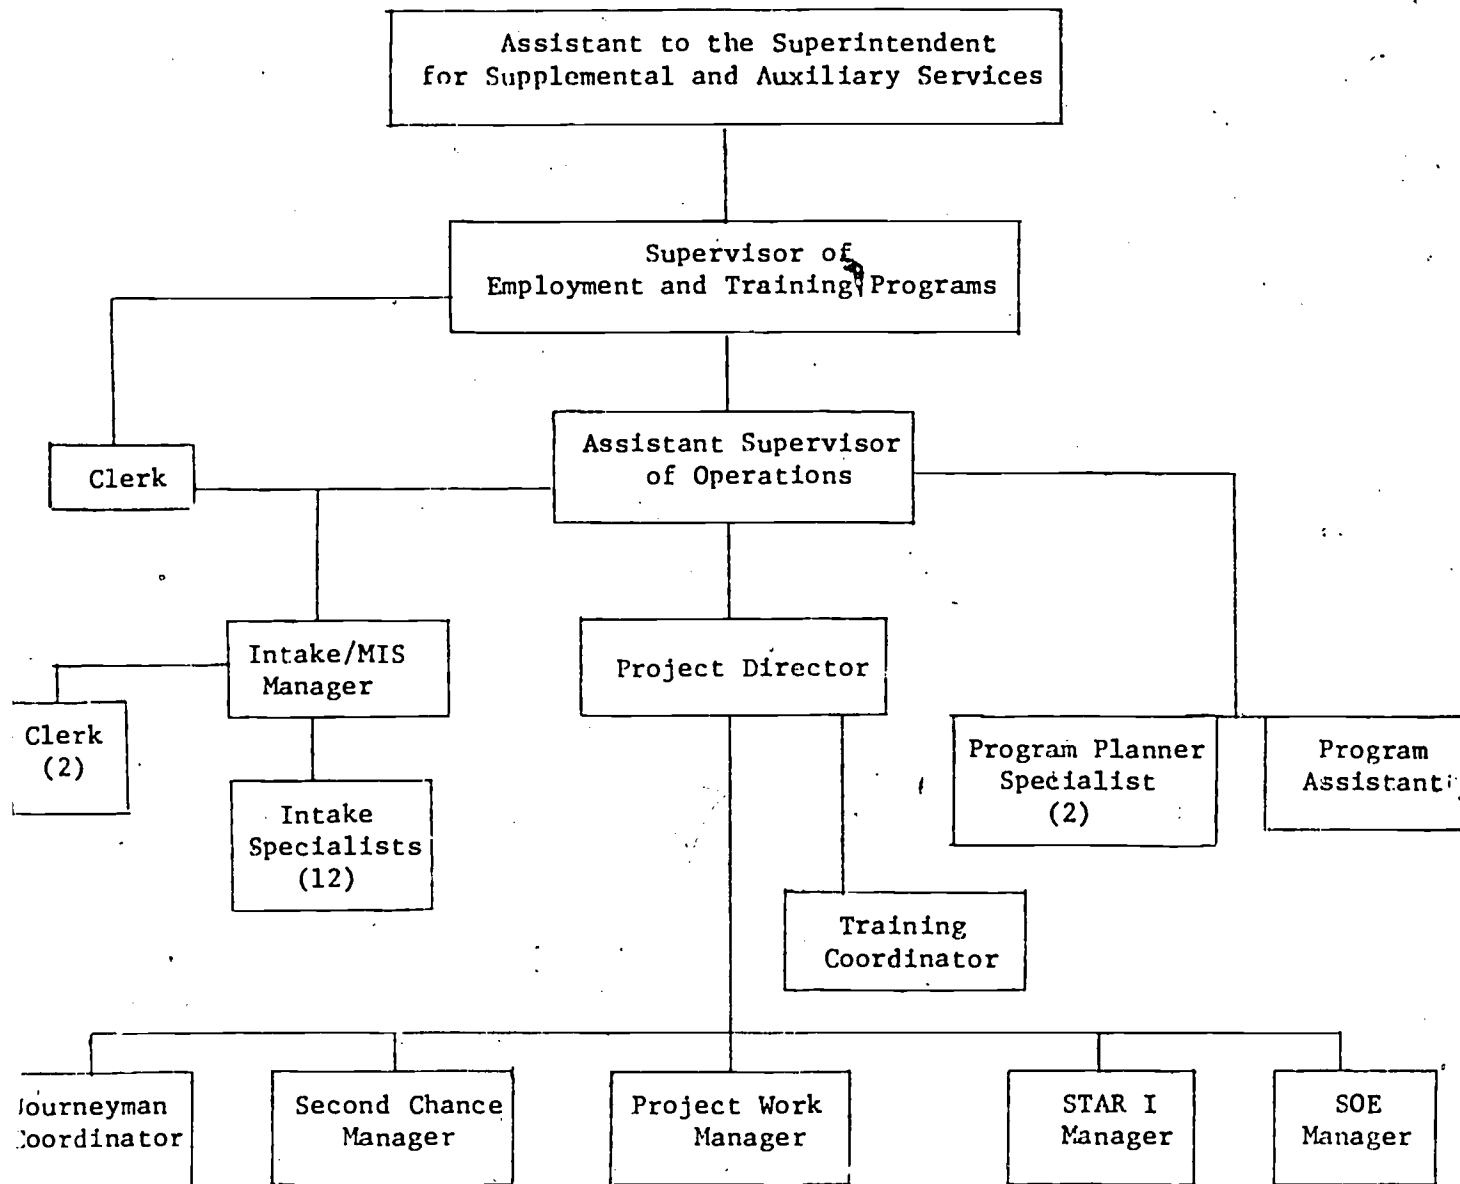 Assistant to the Superintendent
for Supplemental and Auxiliary Services
Supervisor of
Employment and Training Programs
Assistant Supervisor
of Operations
Clerk
Intake/MIS
Manager
Project Director
Clerk
(2)
Program Planner
Specialist
(2)
Program
Assistant
Intake
Specialists
(12)
Training
Coordinator
Journeyman
Coordinator
Second Chance
Manager
Project Work
Manager
STAR I
Manager
SOE
Manager